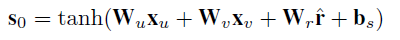 s₀ = tanh(Wᵤxᵤ + Wᵥxᵥ + Wᵣr̂ + bₛ)